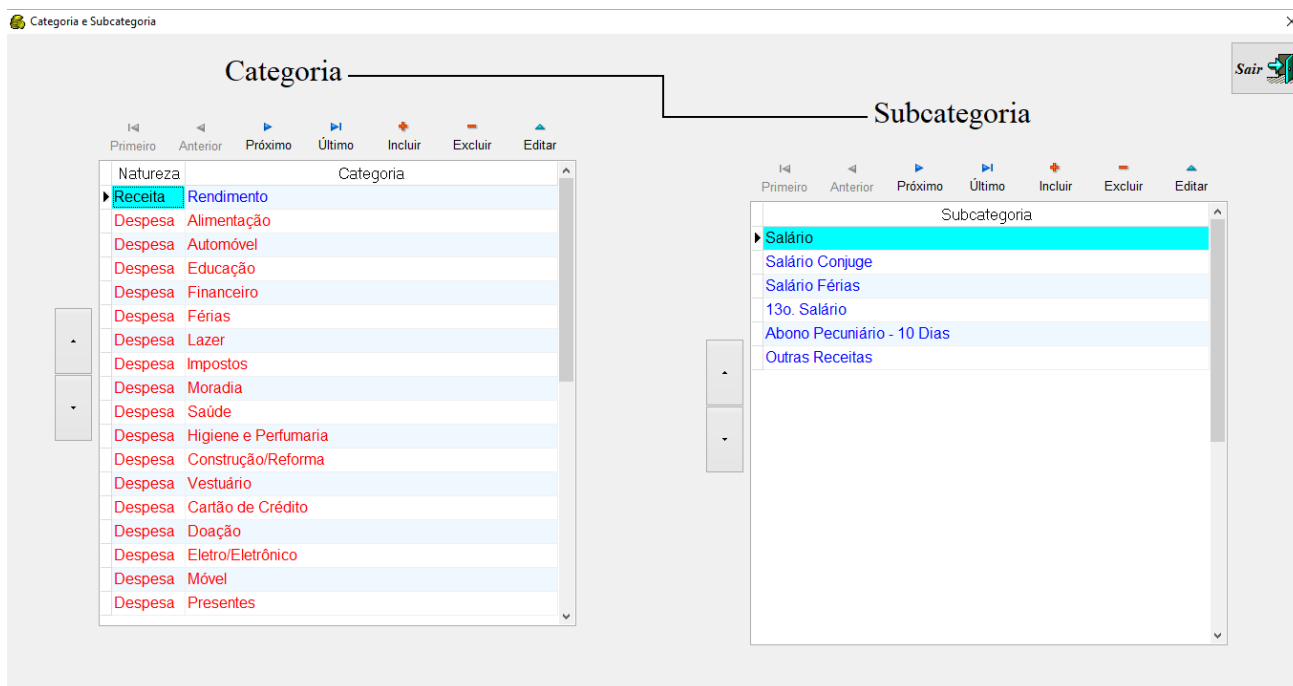 Categoria e Subcategoria
Sair
Categoria
Subcategoria
Primeiro Anterior Próximo Último Incluir Excluir Editar
Natureza Categoria
Receita Rendimento
Despesa Alimentação
Despesa Automóvel
Despesa Educação
Despesa Financeiro
Despesa Férias
Despesa Lazer
Despesa Impostos
Despesa Moradia
Despesa Saúde
Despesa Higiene e Perfumaria
Despesa Construção/Reforma
Despesa Vestuário
Despesa Cartão de Crédito
Despesa Doação
Despesa Eletro/Eletrônico
Despesa Móvel
Despesa Presentes
Primeiro Anterior Próximo Último Incluir Excluir Editar
Subcategoria
Salário
Salário Conjuge
Salário Férias
13o. Salário
Abono Pecuniário - 10 Dias
Outras Receitas